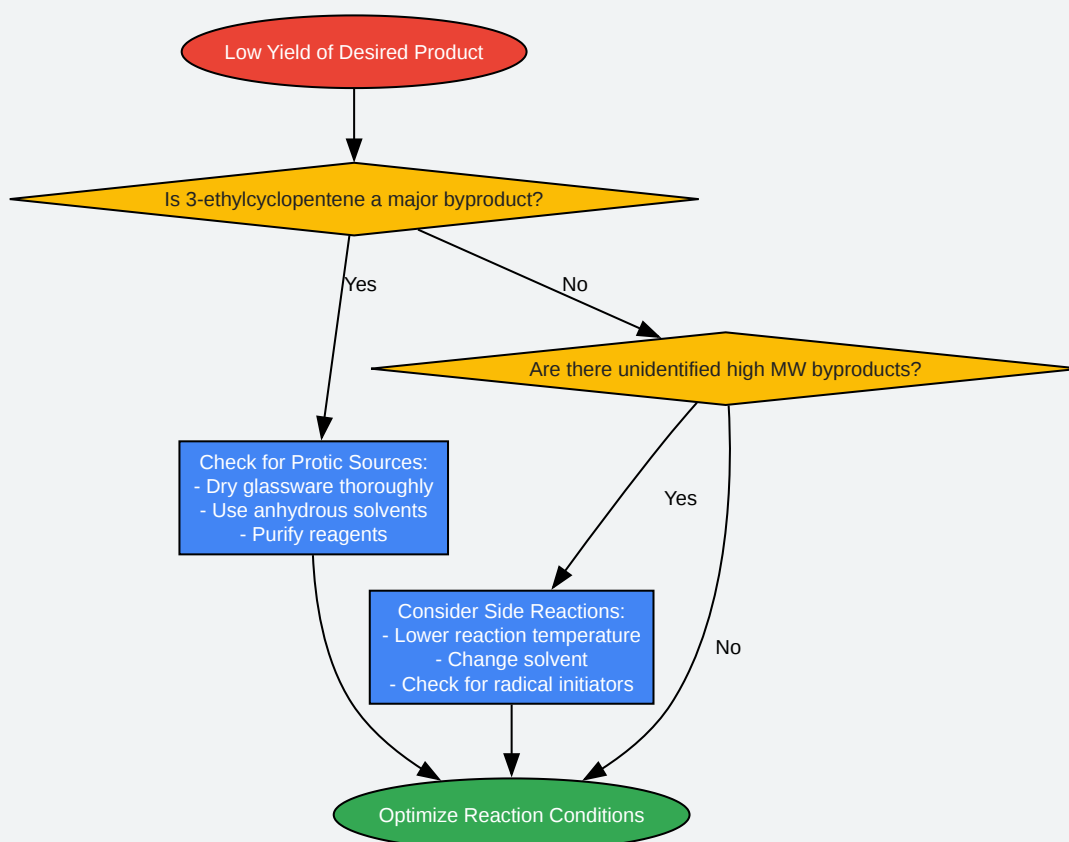 Low Yield of Desired Product
Is 3-ethylcyclopentene a major byproduct?
Yes
No
Are there unidentified high MW byproducts?
Check for Protic Sources:
- Dry glassware thoroughly
- Use anhydrous solvents
- Purify reagents
Yes
Consider Side Reactions:
- Lower reaction temperature
- Change solvent
- Check for radical initiators
No
Optimize Reaction Conditions